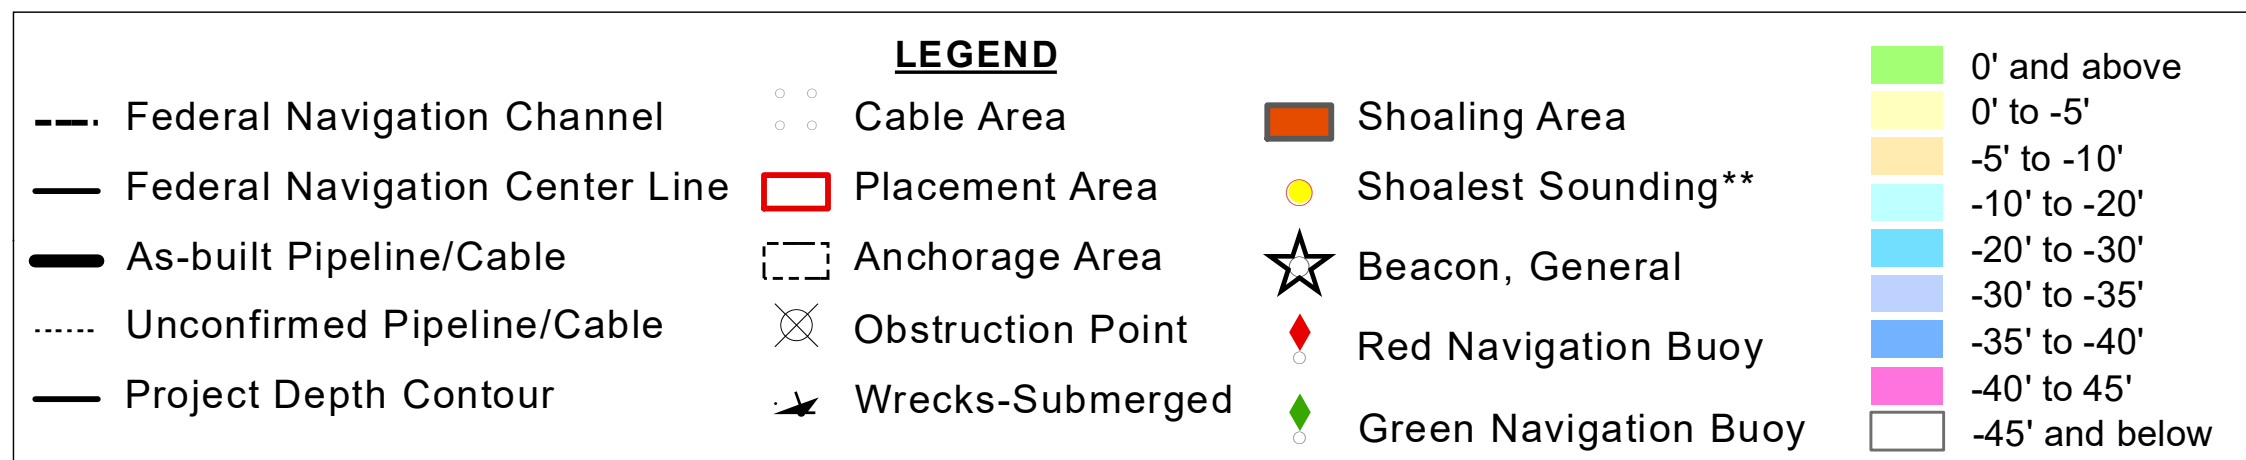 LEGEND
Federal Navigation Channel
Federal Navigation Center Line
As-built Pipeline/Cable
Unconfirmed Pipeline/Cable
Project Depth Contour
Cable Area
Placement Area
Anchorage Area
Obstruction Point
Wrecks-Submerged
Shoaling Area
Shoalest Sounding**
Beacon, General
Red Navigation Buoy
Green Navigation Buoy
0' and above
0' to -5'
-5' to -10'
-10' to -20'
-20' to -30'
-30' to -35'
-35' to -40'
-40' to 45'
-45' and below